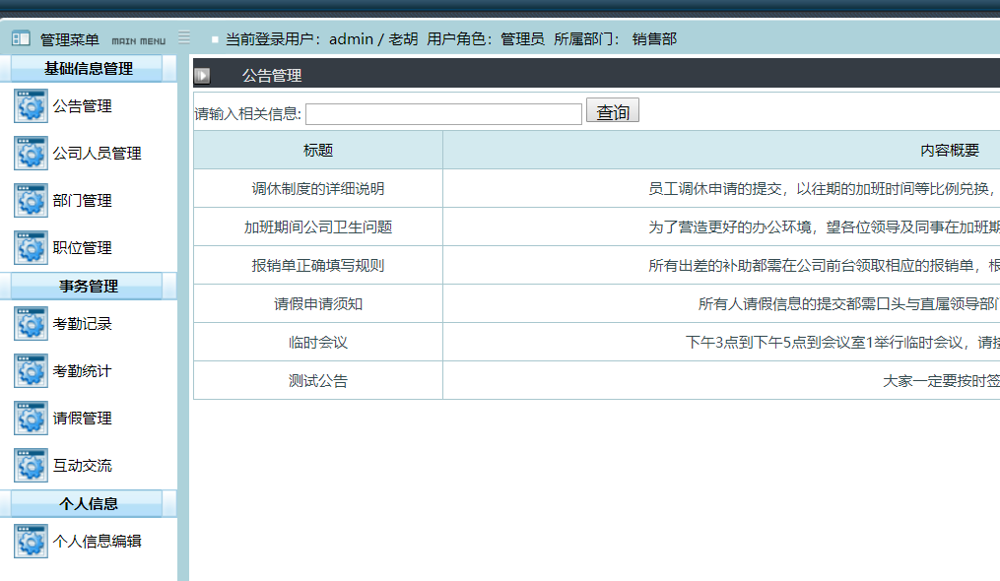 管理菜单 MAIN MENU
当前登录用户：admin / 老胡 用户角色：管理员 所属部门： 销售部
基础信息管理
公告管理
公司人员管理
部门管理
职位管理
事务管理
考勤记录
考勤统计
请假管理
互动交流
个人信息
个人信息编辑
公告管理
请输入相关信息: 查询
标题 内容概要
调休制度的详细说明 员工调休申请的提交，以往期的加班时间等比例兑换，
加班期间公司卫生问题 为了营造更好的办公环境，望各位领导及同事在加班期
报销单正确填写规则 所有出差的补助都需在公司前台领取相应的报销单，根
请假申请须知 所有人请假信息的提交都需口头与直属领导部门
临时会议 下午3点到下午5点到会议室1举行临时会议，请
测试公告 大家一定要按时签